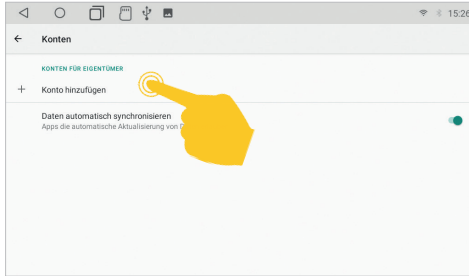 15:26
Konten
KONTEN FÜR EIGENTÜMER
Konto hinzufügen
Daten automatisch synchronisieren
Apps die automatische Aktualisierung von